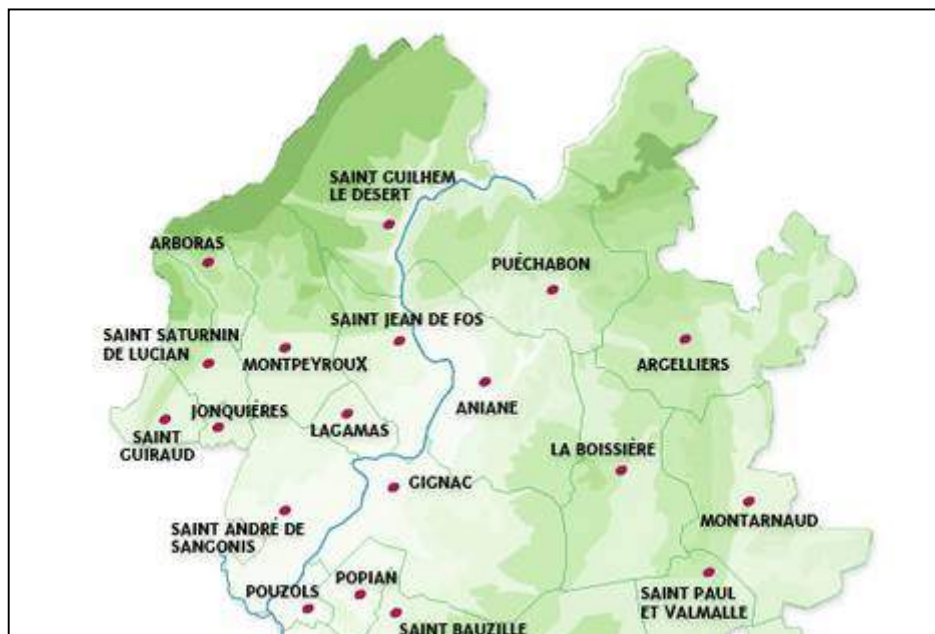 SAINT GUILHEM
LE DESERT
ARBORAS
PUÉCHABON
SAINT JEAN DE FOS
SAINT SATURNIN
DE LUCIAN
MONTPEYROUX
ARGELLIERS
ANIANE
JONQUIÈRES
LAGAMAS
SAINT
GUIRAUD
LA BOISSIÈRE
GIGNAC
MONTARNAUD
SAINT ANDRÉ DE
SANGONIS
POPIAN
POUZOLS
SAINT PAUL
ET VALMALLE
SAINT BAUZILLE